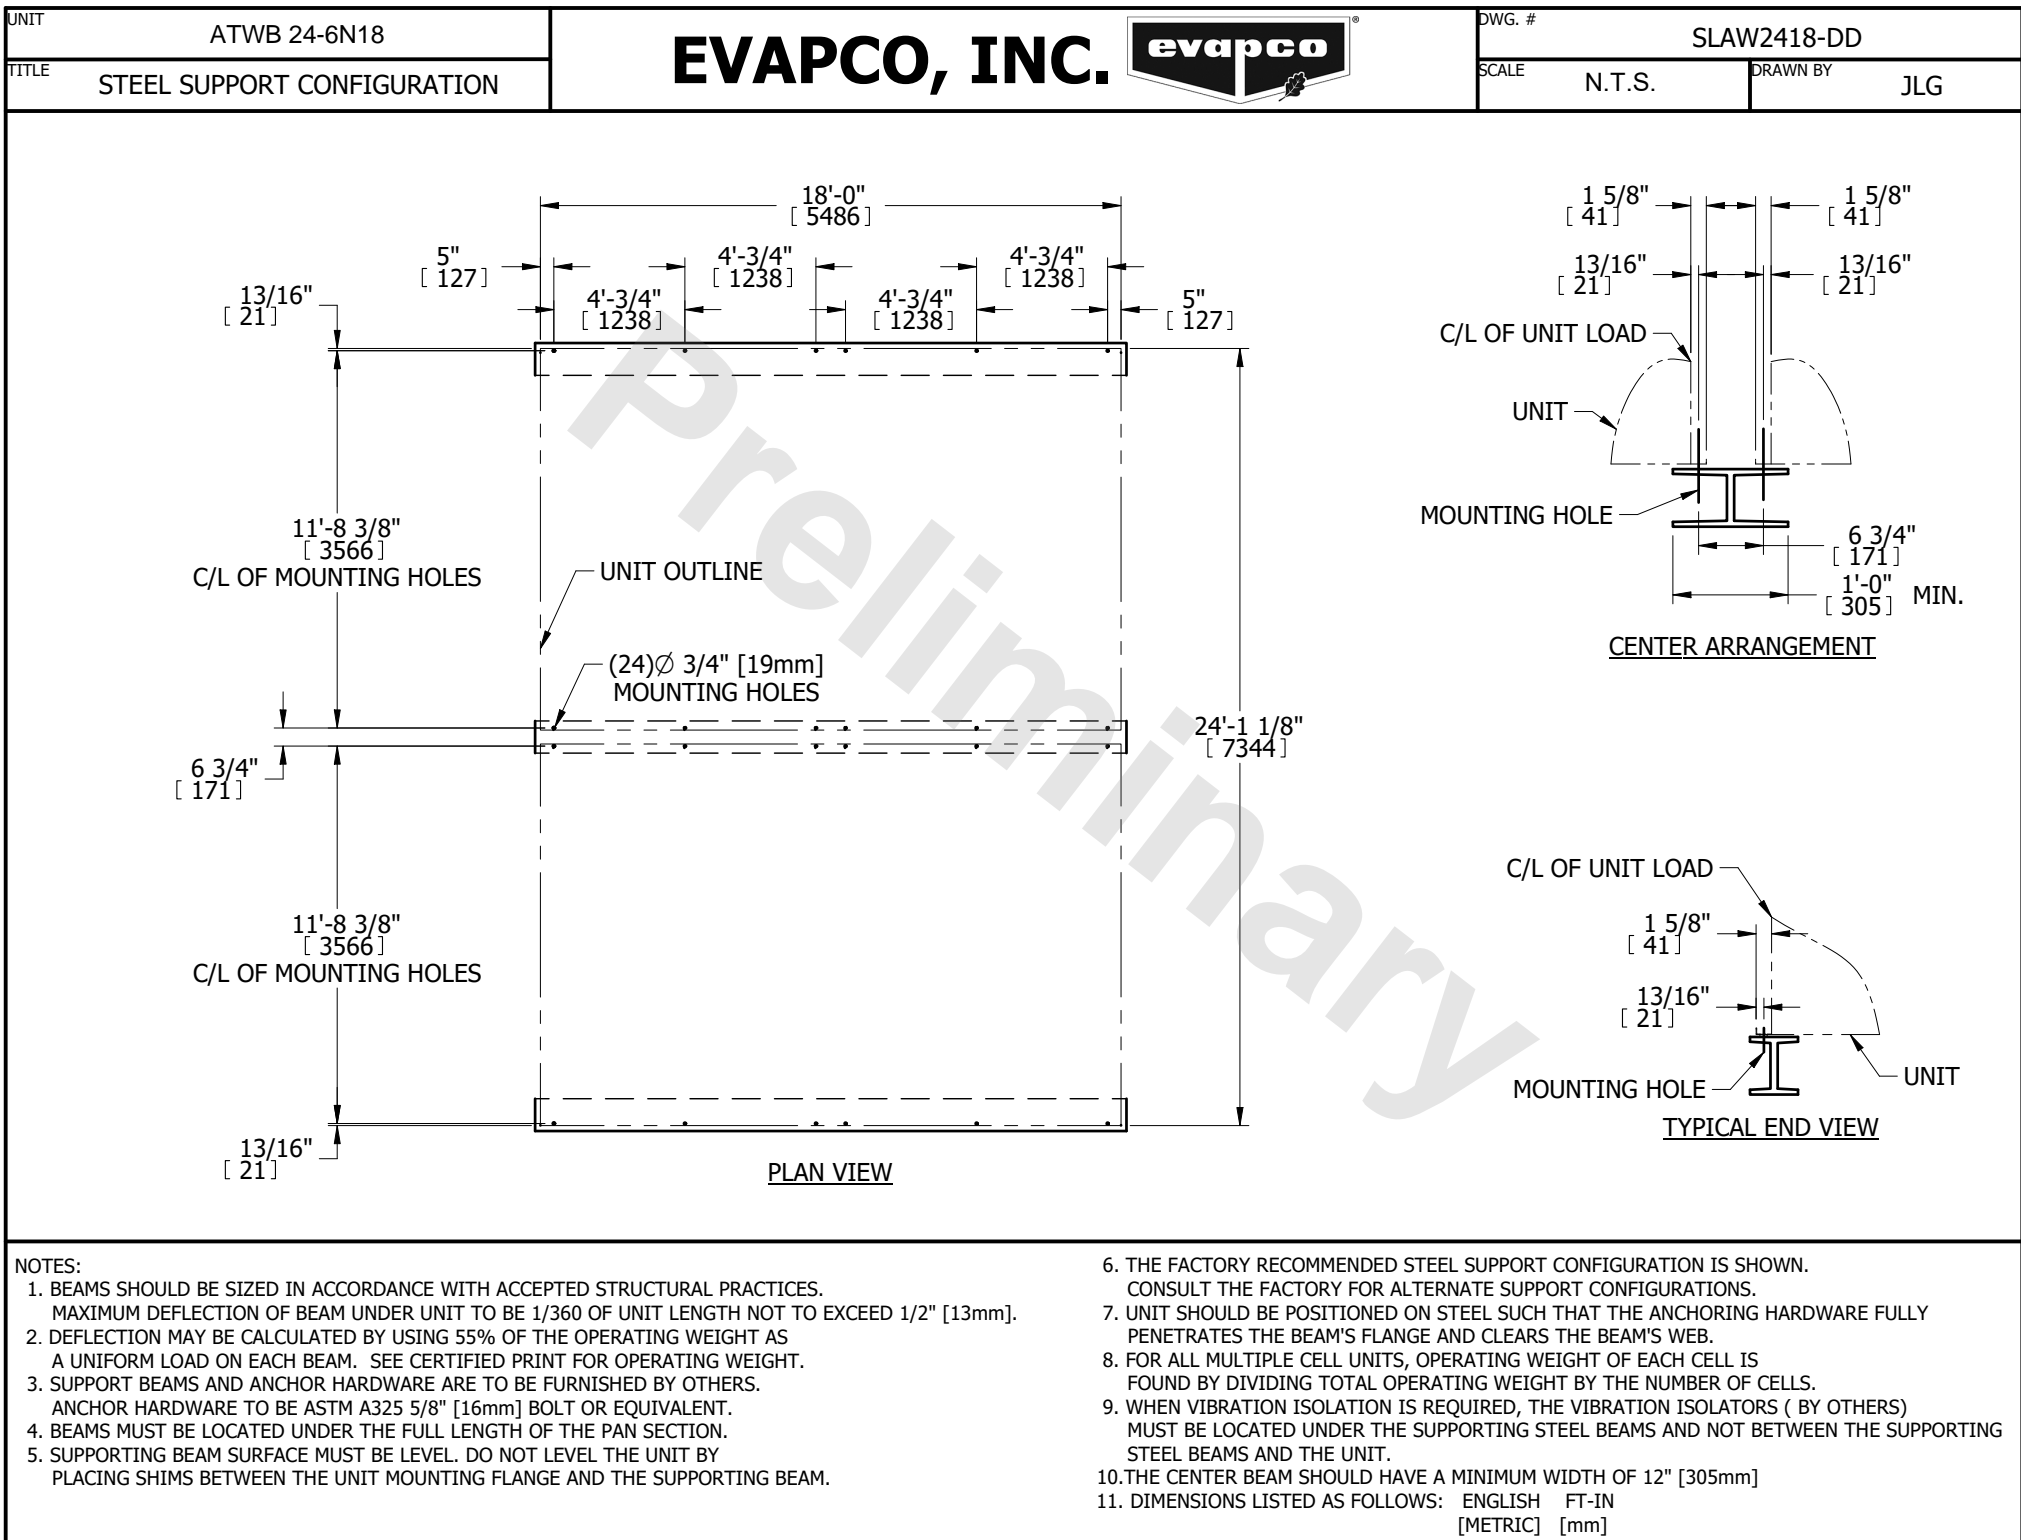 UNIT
ATWB 24-6N18
TITLE
STEEL SUPPORT CONFIGURATION
EVAPCO, INC.
evapco
®
DWG. #
SLAW2418-DD
SCALE
N.T.S.
DRAWN BY
JLG
18'-0"
[ 5486 ]
5"
[ 127 ]
4'-3/4"
[ 1238 ]
4'-3/4"
[ 1238 ]
13/16"
[ 21 ]
4'-3/4"
[ 1238 ]
4'-3/4"
[ 1238 ]
5"
[ 127 ]
11'-8 3/8"
[ 3566 ]
C/L OF MOUNTING HOLES
UNIT OUTLINE
(24)∅ 3/4" [19mm]
MOUNTING HOLES
6 3/4"
[ 171 ]
24'-1 1/8"
[ 7344 ]
11'-8 3/8"
[ 3566 ]
C/L OF MOUNTING HOLES
13/16"
[ 21 ]
PLAN VIEW
Preliminary
1 5/8"
[ 41 ]
1 5/8"
[ 41 ]
13/16"
[ 21 ]
13/16"
[ 21 ]
C/L OF UNIT LOAD
UNIT
MOUNTING HOLE
6 3/4"
[ 171 ]
1'-0"
[ 305 ]
MIN.
CENTER ARRANGEMENT
C/L OF UNIT LOAD
1 5/8"
[ 41 ]
13/16"
[ 21 ]
MOUNTING HOLE
UNIT
TYPICAL END VIEW
NOTES:
1. BEAMS SHOULD BE SIZED IN ACCORDANCE WITH ACCEPTED STRUCTURAL PRACTICES.
MAXIMUM DEFLECTION OF BEAM UNDER UNIT TO BE 1/360 OF UNIT LENGTH NOT TO EXCEED 1/2" [13mm].
2. DEFLECTION MAY BE CALCULATED BY USING 55% OF THE OPERATING WEIGHT AS
A UNIFORM LOAD ON EACH BEAM. SEE CERTIFIED PRINT FOR OPERATING WEIGHT.
3. SUPPORT BEAMS AND ANCHOR HARDWARE ARE TO BE FURNISHED BY OTHERS.
ANCHOR HARDWARE TO BE ASTM A325 5/8" [16mm] BOLT OR EQUIVALENT.
4. BEAMS MUST BE LOCATED UNDER THE FULL LENGTH OF THE PAN SECTION.
5. SUPPORTING BEAM SURFACE MUST BE LEVEL. DO NOT LEVEL THE UNIT BY
PLACING SHIMS BETWEEN THE UNIT MOUNTING FLANGE AND THE SUPPORTING BEAM.
6. THE FACTORY RECOMMENDED STEEL SUPPORT CONFIGURATION IS SHOWN.
CONSULT THE FACTORY FOR ALTERNATE SUPPORT CONFIGURATIONS.
7. UNIT SHOULD BE POSITIONED ON STEEL SUCH THAT THE ANCHORING HARDWARE FULLY
PENETRATES THE BEAM'S FLANGE AND CLEARS THE BEAM'S WEB.
8. FOR ALL MULTIPLE CELL UNITS, OPERATING WEIGHT OF EACH CELL IS
FOUND BY DIVIDING TOTAL OPERATING WEIGHT BY THE NUMBER OF CELLS.
9. WHEN VIBRATION ISOLATION IS REQUIRED, THE VIBRATION ISOLATORS ( BY OTHERS)
MUST BE LOCATED UNDER THE SUPPORTING STEEL BEAMS AND NOT BETWEEN THE SUPPORTING
STEEL BEAMS AND THE UNIT.
10.THE CENTER BEAM SHOULD HAVE A MINIMUM WIDTH OF 12" [305mm]
11. DIMENSIONS LISTED AS FOLLOWS: ENGLISH FT-IN
[METRIC] [mm]